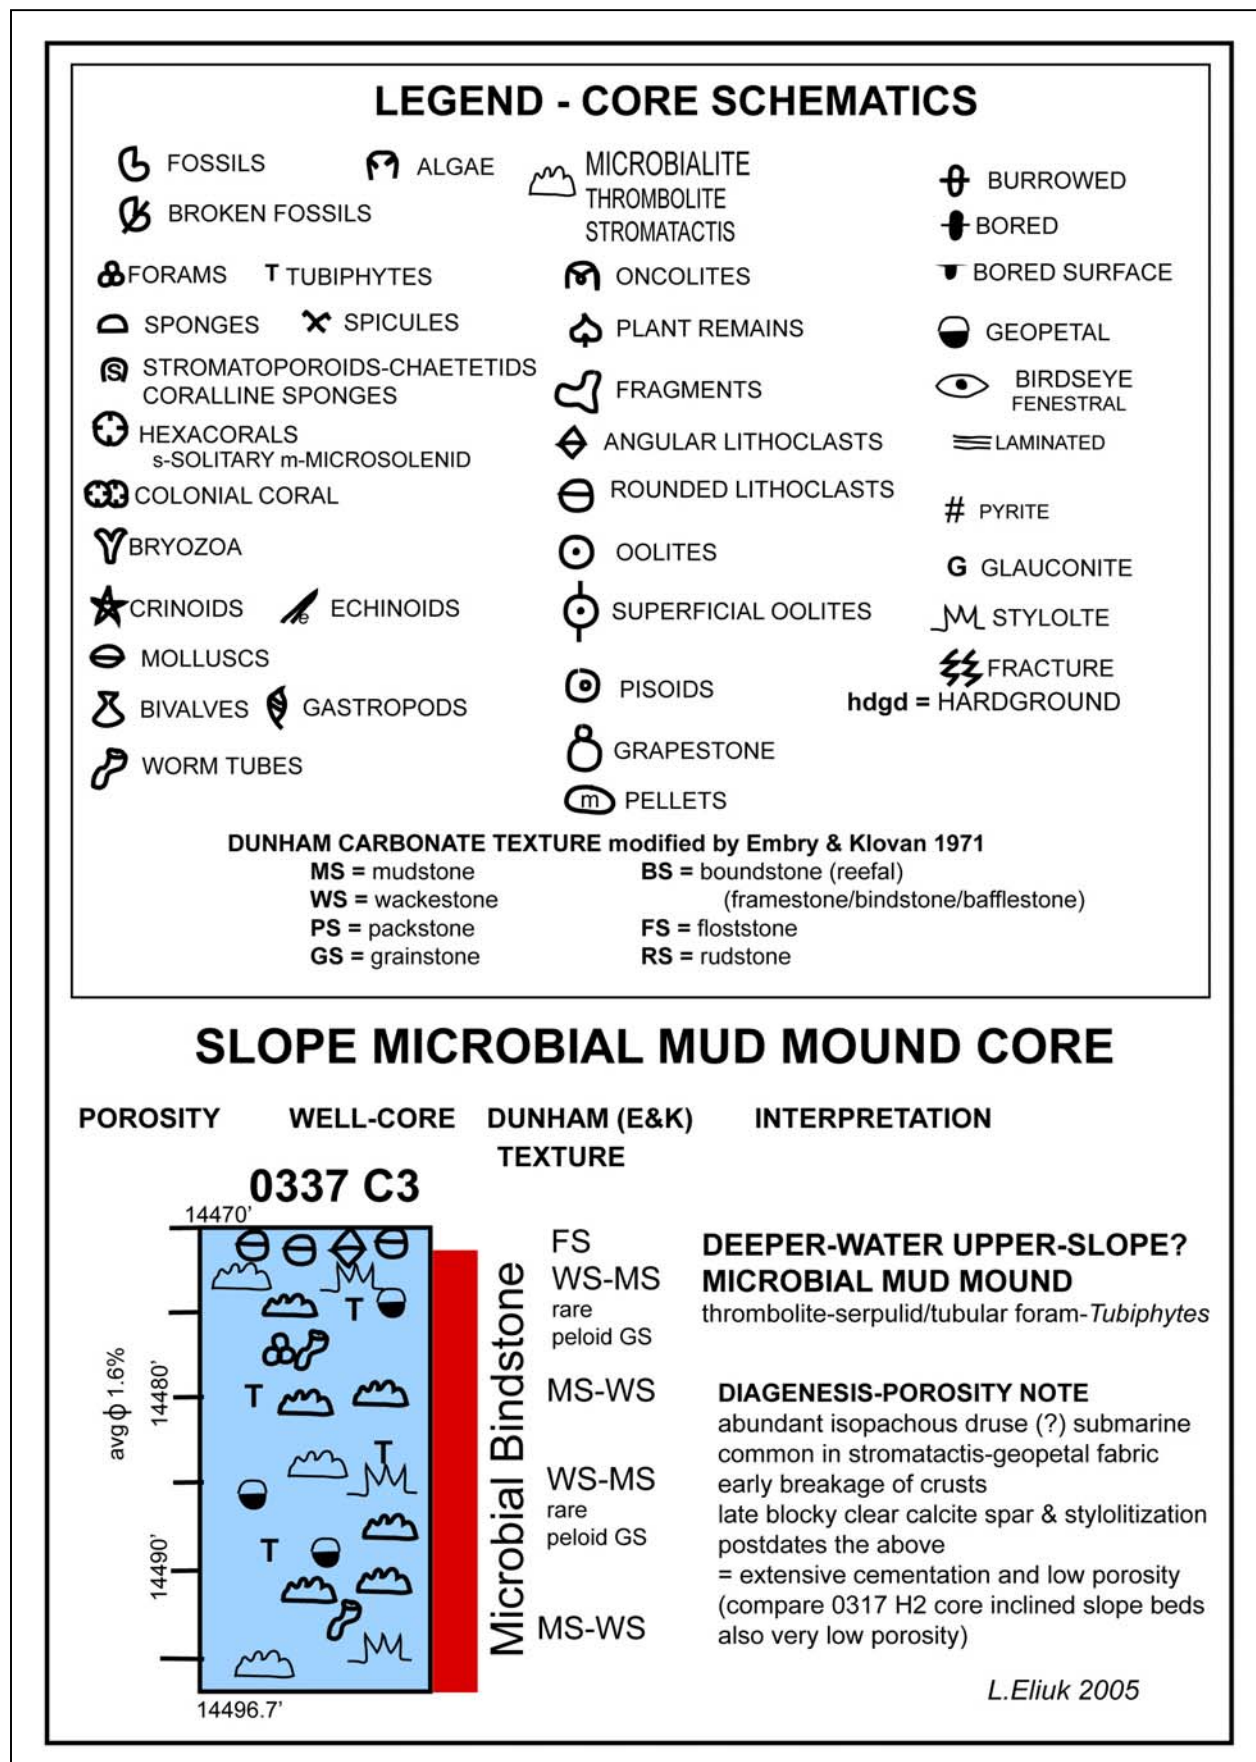 LEGEND - CORE SCHEMATICS
FOSSILS
ALGAE
BROKEN FOSSILS
FORAMS
T TUBIPHYTES
SPONGES
SPICULES
S STROMATOPOROIDS-CHAETETIDS
CORALLINE SPONGES
HEXACORALS
s-SOLITARY m-MICROSOLENID
COLONIAL CORAL
BRYOZOA
CRINOIDS
e ECHINOIDS
MOLLUSCS
BIVALVES
GASTROPODS
WORM TUBES
MICROBIALITE
THROMBOLITE
STROMATACTIS
ONCOLITES
PLANT REMAINS
FRAGMENTS
ANGULAR LITHOCLASTS
ROUNDED LITHOCLASTS
OOLITES
SUPERFICIAL OOLITES
PISOIDS
GRAPESTONE
m PELLETS
BURROWED
BORED
BORED SURFACE
GEOPETAL
BIRDSEYE
FENESTRAL
LAMINATED
# PYRITE
G GLAUCONITE
STYLOLTE
FRACTURE
hdgd = HARDGROUND
DUNHAM CARBONATE TEXTURE modified by Embry & Klovan 1971
MS = mudstone
WS = wackestone
PS = packstone
GS = grainstone
BS = boundstone (reefal)
(framestone/bindstone/bafflestone)
FS = floststone
RS = rudstone
SLOPE MICROBIAL MUD MOUND CORE
POROSITY
WELL-CORE
DUNHAM (E&K)
TEXTURE
INTERPRETATION
0337 C3
14470'
avg ϕ 1.6%
14480'
14490'
14496.7'
T
T
T
T
Microbial Bindstone
FS
WS-MS
rare
peloid GS
MS-WS
WS-MS
rare
peloid GS
MS-WS
DEEPER-WATER UPPER-SLOPE?
MICROBIAL MUD MOUND
thrombolite-serpulid/tubular foram-Tubiphytes
DIAGENESIS-POROSITY NOTE
abundant isopachous druse (?) submarine
common in stromatactis-geopetal fabric
early breakage of crusts
late blocky clear calcite spar & stylolitization
postdates the above
= extensive cementation and low porosity
(compare 0317 H2 core inclined slope beds
also very low porosity)
L.Eliuk 2005